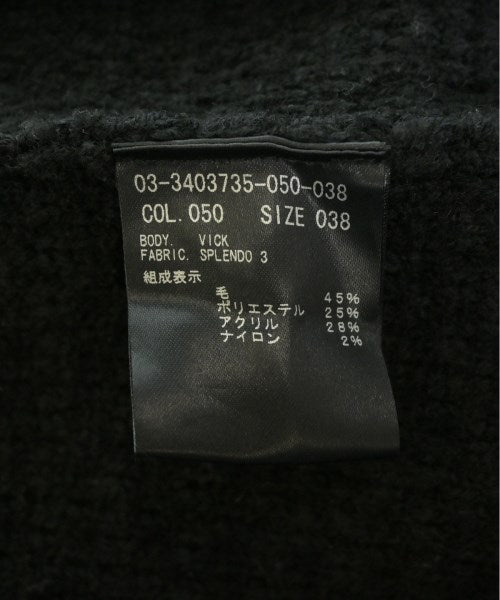 03-3403735-050-038
COL. 050 SIZE 038
BODY. VICK
FABRIC. SPLENDO 3
組成表示
毛 45%
ポリエステル 25%
アクリル 28%
ナイロン 2%